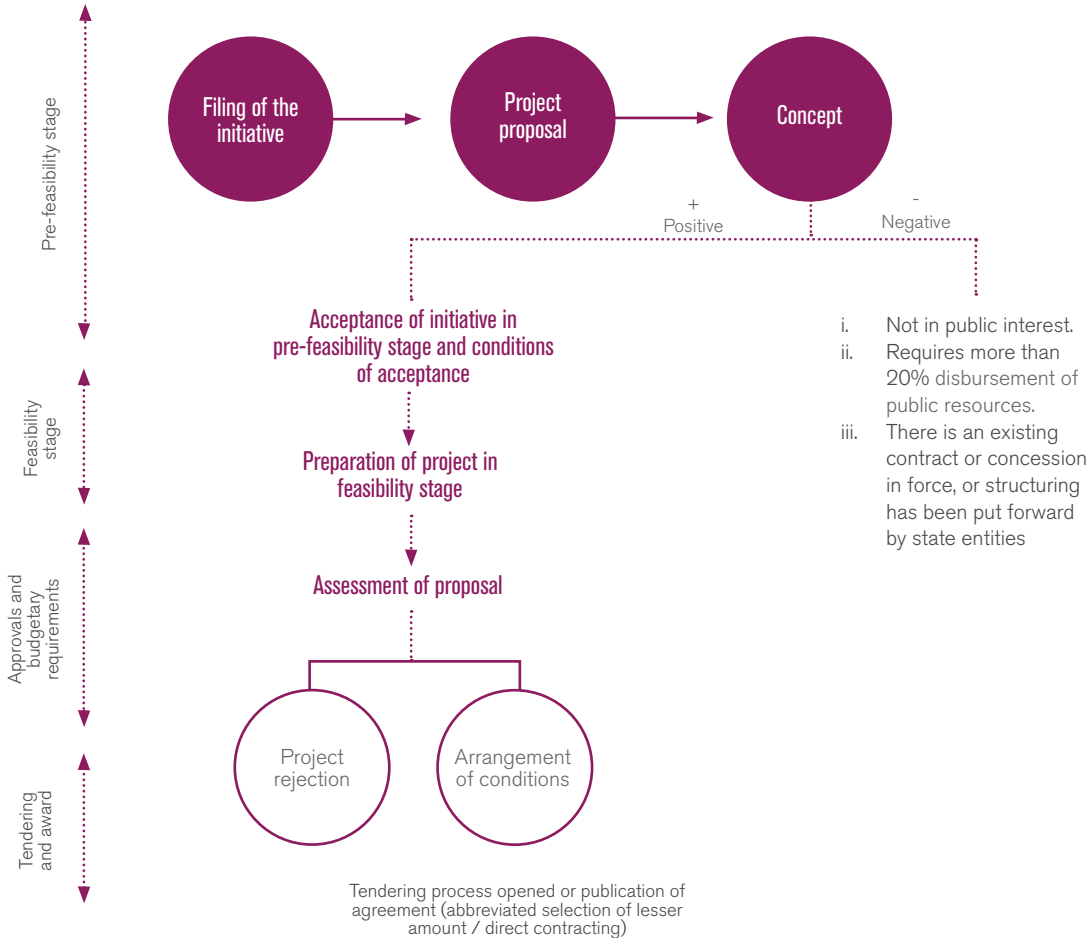 Pre-feasibility stage
Filing of the
initiative
Project
proposal
Concept
+
Positive
-
Negative
Acceptance of initiative in
pre-feasibility stage and conditions
of acceptance
i. Not in public interest.
ii. Requires more than
20% disbursement of
public resources.
iii. There is an existing
contract or concession
in force, or structuring
has been put forward
by state entities
Feasibility
stage
Preparation of project in
feasibility stage
Approvals and
budgetary
requirements
Assessment of proposal
Project
rejection
Arrangement
of conditions
Tendering
and award
Tendering process opened or publication of
agreement (abbreviated selection of lesser
amount / direct contracting)